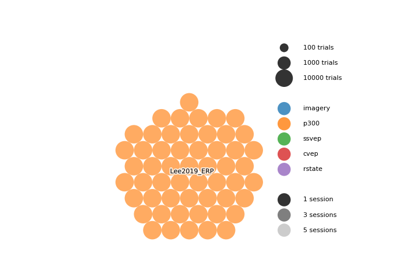 100 trials
1000 trials
10000 trials
imagery
p300
ssvep
cvep
rstate
Lee2019_ERP
1 session
3 sessions
5 sessions